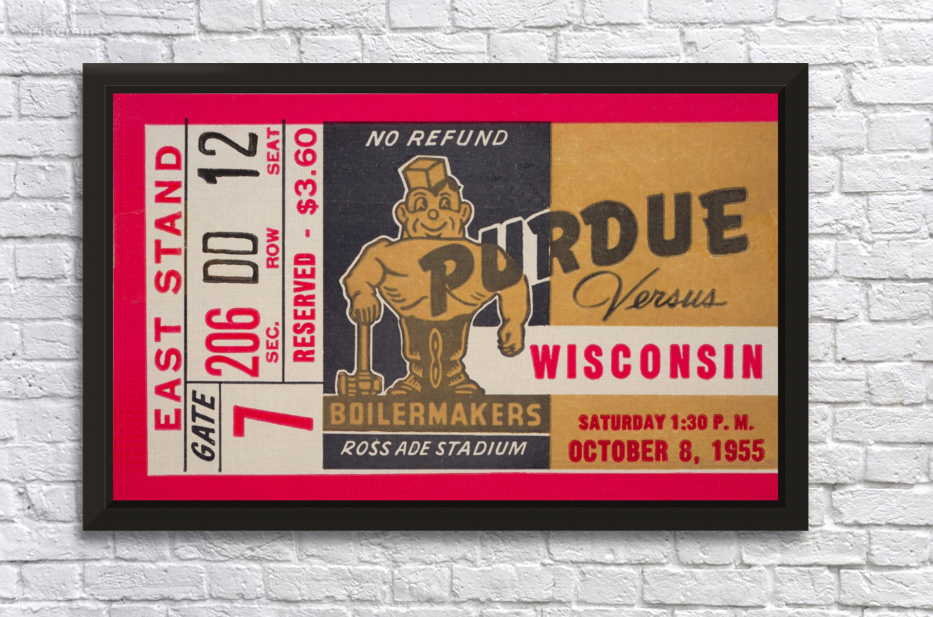 EAST STAND
GATE
7
206 DD 12
SEC. ROW SEAT
RESERVED - $3.60
NO REFUND
PURDUE
Versus
WISCONSIN
BOILERMAKERS
ROSS ADE STADIUM
SATURDAY 1:30 P. M.
OCTOBER 8, 1955